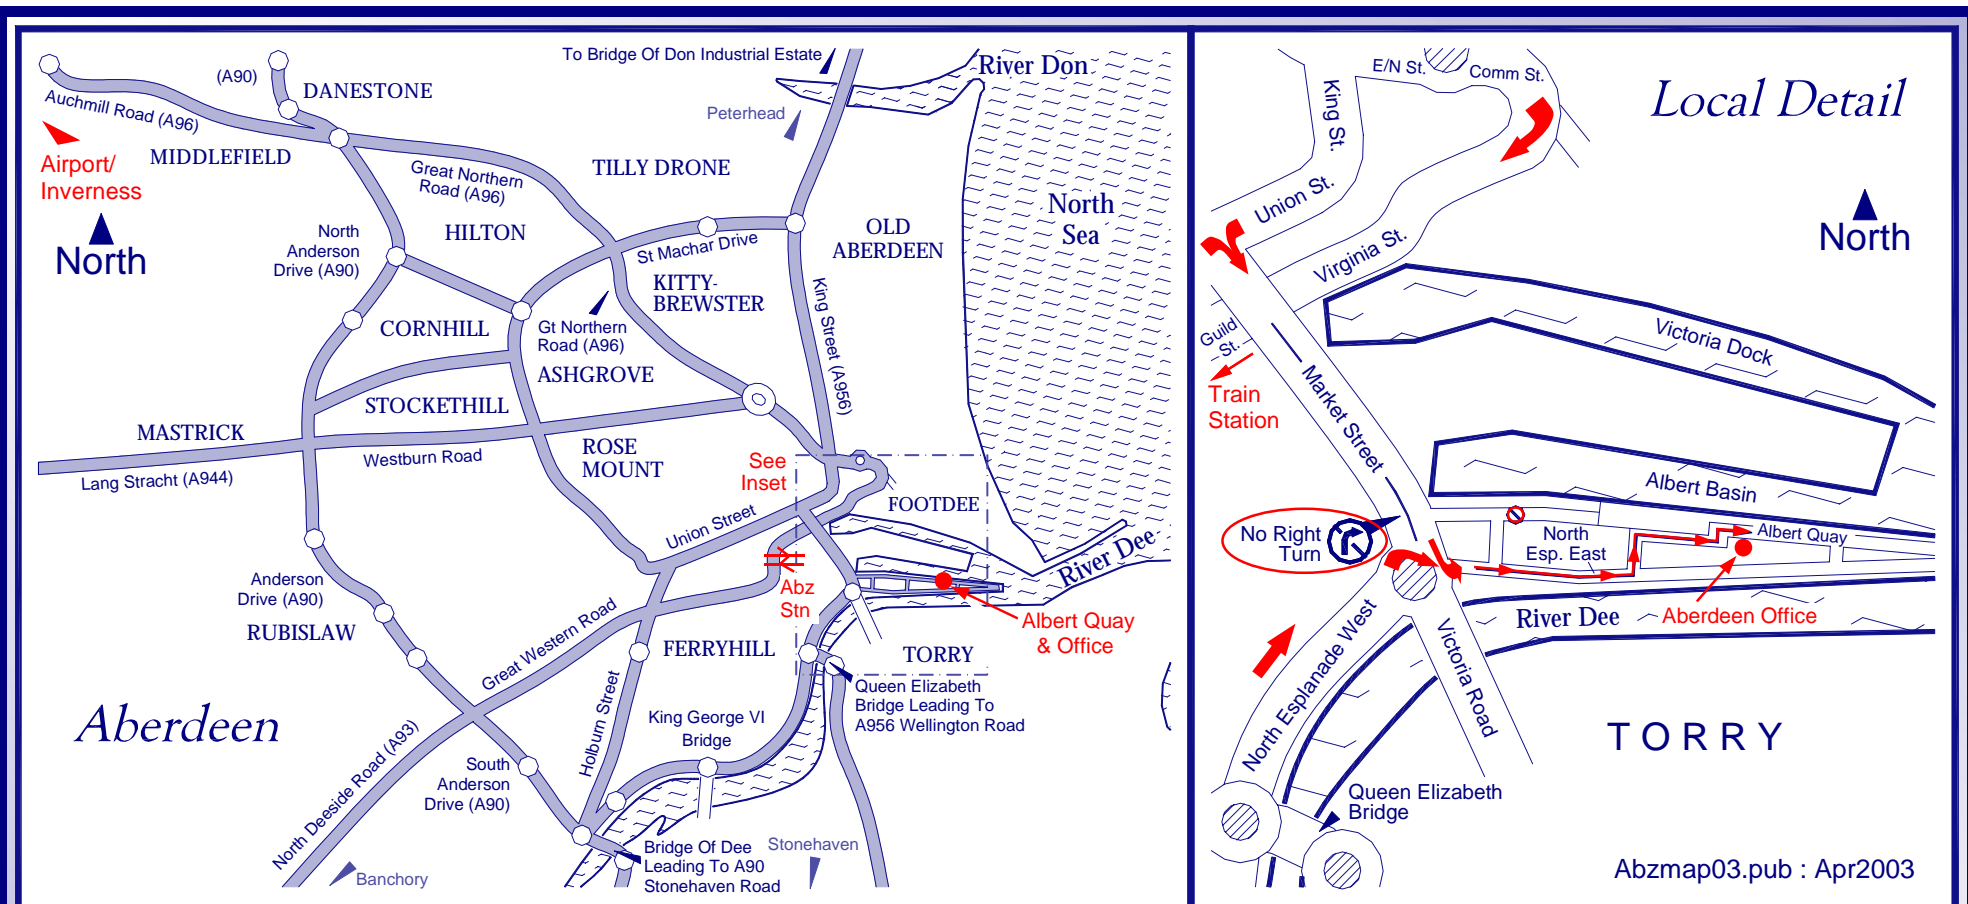 To Bridge Of Don Industrial Estate
River Don
(A90)
DANESTONE
Auchmill Road (A96)
Peterhead
MIDDLEFIELD
Airport/
Inverness
Great Northern
Road (A96)
TILLY DRONE
North
North
Sea
North
Anderson
Drive (A90)
HILTON
St Machar Drive
OLD
ABERDEEN
KITTY-
BREWSTER
King Street (A956)
CORNHILL
Gt Northern
Road (A96)
ASHGROVE
STOCKETHILL
MASTRICK
Westburn Road
Lang Stracht (A944)
ROSE
MOUNT
See
Inset
Union Street
FOOTDEE
River Dee
Abz
Stn
Anderson
Drive (A90)
RUBISLAW
Great Western Road
FERRYHILL
TORRY
Albert Quay
& Office
Queen Elizabeth
Bridge Leading To
A956 Wellington Road
Aberdeen
King George VI
Bridge
Holburn Street
North Deeside Road (A93)
South
Anderson
Drive (A90)
Banchory
Bridge Of Dee
Leading To A90
Stonehaven Road
Stonehaven
Local Detail
E/N St.
Comm St.
King St.
Union St.
Virginia St.
North
Guild
St.
Train
Station
Market Street
Victoria Dock
Albert Basin
No Right
Turn
North
Esp. East
Albert Quay
River Dee
Aberdeen Office
North Esplanade West
Victoria Road
TORRY
Queen Elizabeth
Bridge
Abzmap03.pub : Apr2003